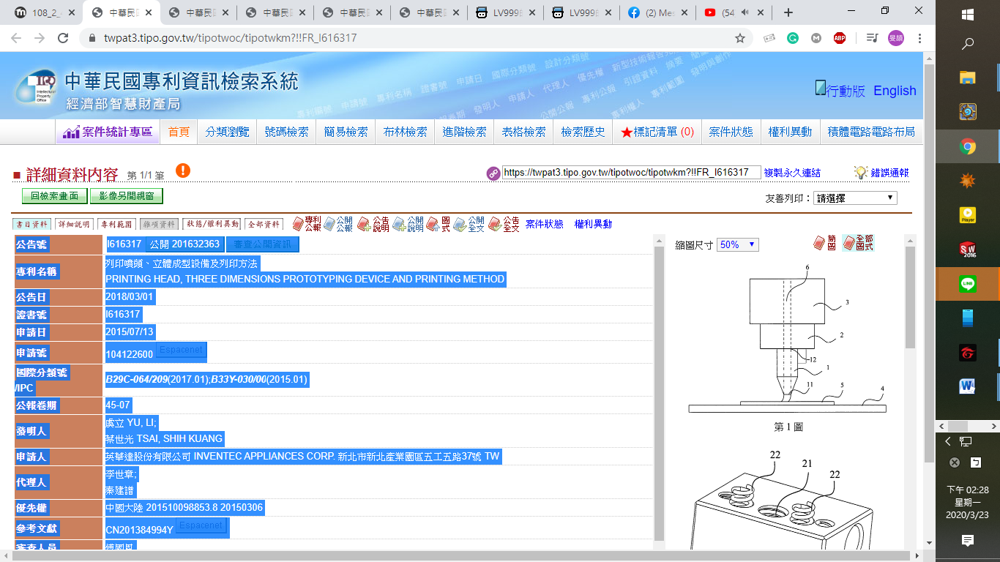 108_2_
中華民國
中華民國
中華民國
中華民國
中華民國
LV999
LV999
(2) Mes
(54
twpat3.tipo.gov.tw/tipotwoc/tipotwkm?!!FR_I616317
ABP
TIPO
Intellectual
Property
Office
中華民國專利資訊檢索系統
經濟部智慧財產局
行動版 English
案件統計專區 首頁 分類瀏覽 號碼檢索 簡易檢索 布林檢索 進階檢索 表格檢索 檢索歷史 ★標記清單 (0) 案件狀態 權利異動 積體電路電路布局
詳細資料內容 第 1/1 筆
https://twpat3.tipo.gov.tw/tipotwoc/tipotwkm?!!FR_I616317 複製永久連結 錯誤通報
回檢索畫面 影像另開視窗
友善列印： 請選擇
書目資料 詳細説明 專利範圍 雜項資料 狀態/權利異動 全部資料 專利公報 公開公報 公告說明 公開說明 圖式 公開全文 公告全文 案件狀態 權利異動
公告號 I616317 公開 201632363 審查公開資訊
專利名稱 列印噴頭、立體成型設備及列印方法
PRINTING HEAD, THREE DIMENSIONS PROTOTYPING DEVICE AND PRINTING METHOD
公告日 2018/03/01
證書號 I616317
申請日 2015/07/13
申請號 104122600 Espacenet
國際分類號
/IPC
B29C-064/209(2017.01);B33Y-030/00(2015.01)
公報卷期 45-07
發明人 虞立 YU, LI;
蔡世光 TSAI, SHIH KUANG
申請人 英華達股份有限公司 INVENTEC APPLIANCES CORP. 新北市新北產業園區五工五路37號 TW
代理人 李世章;
秦建譜
優先權 中國大陸 201510098853.8 20150306
參考文獻 CN201384994Y Espacenet
審查人員 傅國恩
縮圖尺寸 50% 簡圖 全部圖式
6
3
2
12
1
11
5
4
第 1 圖
22
21
22
Player
SW
2016
LINE
W
下午 02:28
星期一
2020/3/23